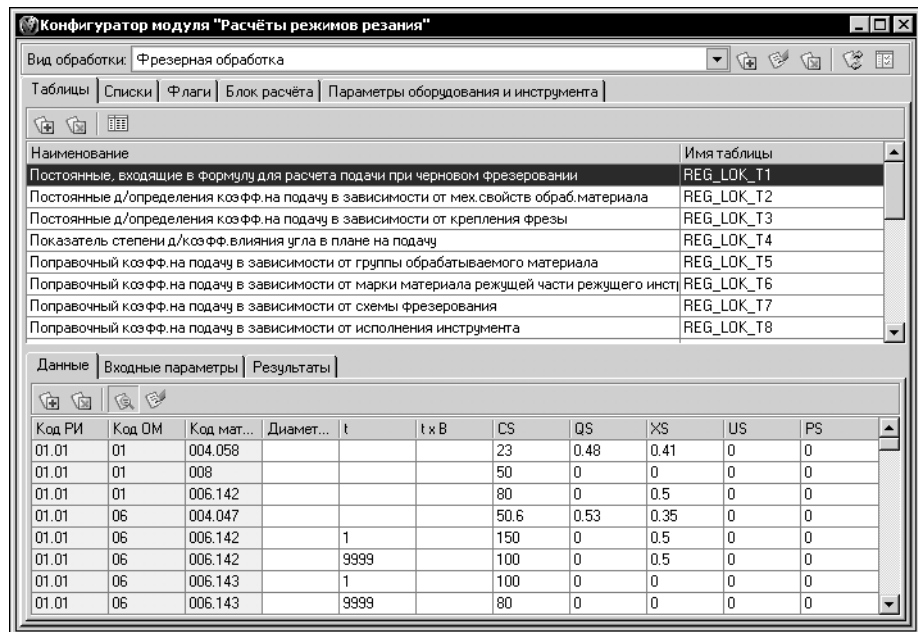 Конфигуратор модуля "Расчёты режимов резания"
Вид обработки: Фрезерная обработка
Таблицы Списки Флаги Блок расчёта Параметры оборудования и инструмента
Наименование Имя таблицы
Постоянные, входящие в формулу для расчета подачи при черновом фрезеровании REG_LOK_T1
Постоянные д/определения коэфф.на подачу в зависимости от мех.свойств обраб.материала REG_LOK_T2
Постоянные д/определения коэфф.на подачу в зависимости от крепления фрезы REG_LOK_T3
Показатель степени д/коэфф.влияния угла в плане на подачу REG_LOK_T4
Поправочный коэфф.на подачу в зависимости от группы обрабатываемого материала REG_LOK_T5
Поправочный коэфф.на подачу в зависимости от марки материала режущей части режущего инст REG_LOK_T6
Поправочный коэфф.на подачу в зависимости от схемы фрезерования REG_LOK_T7
Поправочный коэфф.на подачу в зависимости от исполнения инструмента REG_LOK_T8
Данные Входные параметры Результаты
Код РИ Код ОМ Код мат... Диамет... t t x B CS QS XS US PS
01.01 01 004.058 23 0.48 0.41 0 0
01.01 01 008 50 0 0 0 0
01.01 01 006.142 80 0 0.5 0 0
01.01 06 004.047 50.6 0.53 0.35 0 0
01.01 06 006.142 1 150 0 0.5 0 0
01.01 06 006.142 9999 100 0 0.5 0 0
01.01 06 006.143 1 100 0 0 0 0
01.01 06 006.143 9999 80 0 0 0 0